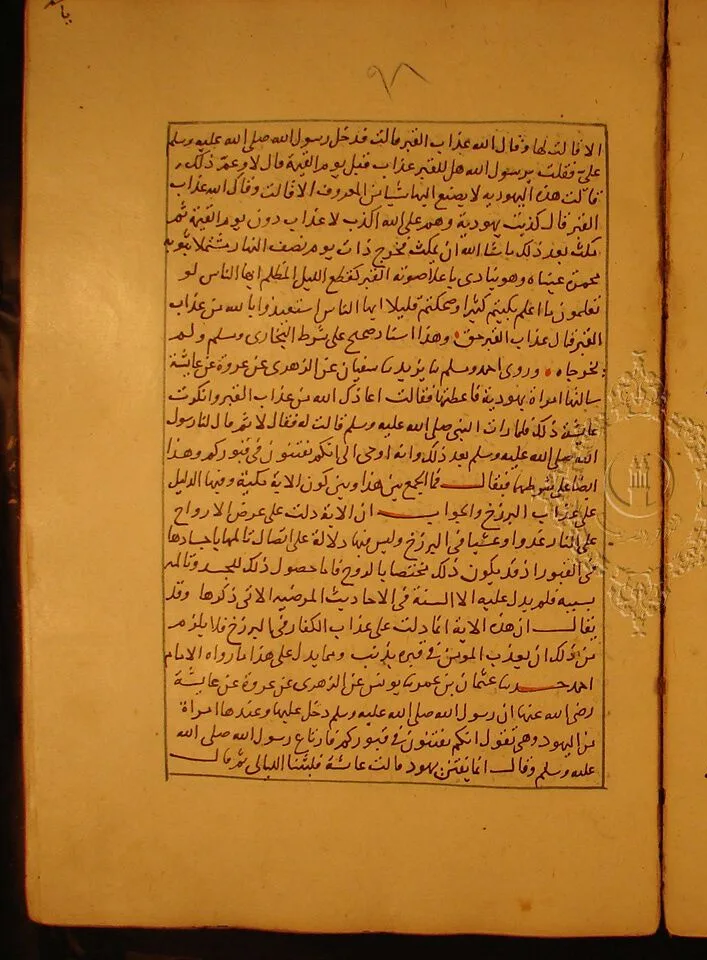 الا قالت لها وقاك الله عذاب القبر قالت فدخل رسول الله صلى الله عليه وسلم
علي فقلت يرسول الله هل للقبر عذاب قبل يوم القيمة قال لا وعم ذلك
قالت هذه اليهودية لا نصنع اليها شيا من المعروف الا قالت وقاك الله عذاب
القبر قال كذبت يهودية وهم على الله اكذب لا عذاب دون يوم القيمة ثم
مكث بعد ذلك ما شا الله ان يمكث فخرج ذات يوم نصف النهار مشتملا بثوبه
محمرة عيناه وهو ينادي باعلا صوته القبر كقطع الليل المظلم ايها الناس لو
تعلمون ما اعلم بكيتم كثيرا وضحكتم قليلا ايها الناس استعيذوا بالله من عذاب
القبر فان عذاب القبر حق وهذا اسناد صحيح على شرط البخاري ومسلم ولم
يخرجاه وروى احمد ومسلم نا يزيد نا سفيان عن الزهري عن عروة عن عايشة
سالتها امراة يهودية فاعطتها فقالت اعاذك الله من عذاب القبر وانكرت
عايشة ذلك فلما رات النبي صلى الله عليه وسلم قالت له فقال لا ثم قال لنا رسول
الله صلى الله عليه وسلم بعد ذلك وانه اوحي الي انكم تفتنون في قبوركم وهذا
ايضا على شرطهما فيقال فما الجمع بين هذا وبين كون الاية مكية وفيها الدليل
على عذاب البرزخ والجواب ان الاية دلت على عرض الارواح
على النار غدوا وعشيا في البرزخ وليس فيها دلالة على اتصال تالمها باجسادها
في القبور اذ قد يكون ذلك مختصا بالروح فاما حصول ذلك للجسد وتالمه
بسببه فلم يدل عليه الا السنة في الاحاديث المرضية الاتي ذكرها وقد
يقال ان هذه الاية انما دلت على عذاب الكفار في البرزخ فلا يلزم
من ذلك ان يعذب المومن في قبره بذنب ومما يدل على هذا ما رواه الامام
احمد حدثنا عثمان بن عمر نا يونس عن الزهري عن عروة عن عايشة
رضي الله عنها ان رسول الله صلى الله عليه وسلم دخل عليها وعندها امراة
من اليهود وهي تقول انكم تفتنون في قبوركم فارتاع رسول الله صلى الله
عليه وسلم وقال انما يفتن يهود قالت عائشة فلبثنا الليالي ثم قال